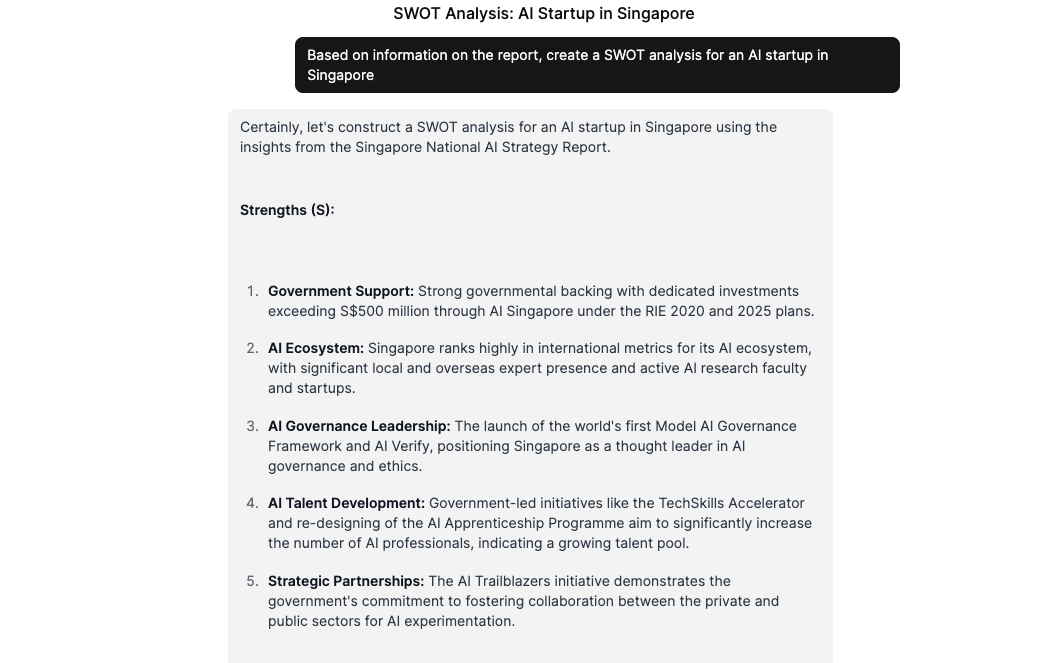 SWOT Analysis: AI Startup in Singapore
Based on information on the report, create a SWOT analysis for an AI startup in
Singapore
Certainly, let's construct a SWOT analysis for an AI startup in Singapore using the
insights from the Singapore National AI Strategy Report.
Strengths (S):
1. Government Support: Strong governmental backing with dedicated investments
exceeding S$500 million through AI Singapore under the RIE 2020 and 2025 plans.
2. AI Ecosystem: Singapore ranks highly in international metrics for its AI ecosystem,
with significant local and overseas expert presence and active AI research faculty
and startups.
3. AI Governance Leadership: The launch of the world's first Model AI Governance
Framework and AI Verify, positioning Singapore as a thought leader in AI
governance and ethics.
4. AI Talent Development: Government-led initiatives like the TechSkills Accelerator
and re-designing of the AI Apprenticeship Programme aim to significantly increase
the number of AI professionals, indicating a growing talent pool.
5. Strategic Partnerships: The AI Trailblazers initiative demonstrates the
government's commitment to fostering collaboration between the private and
public sectors for AI experimentation.